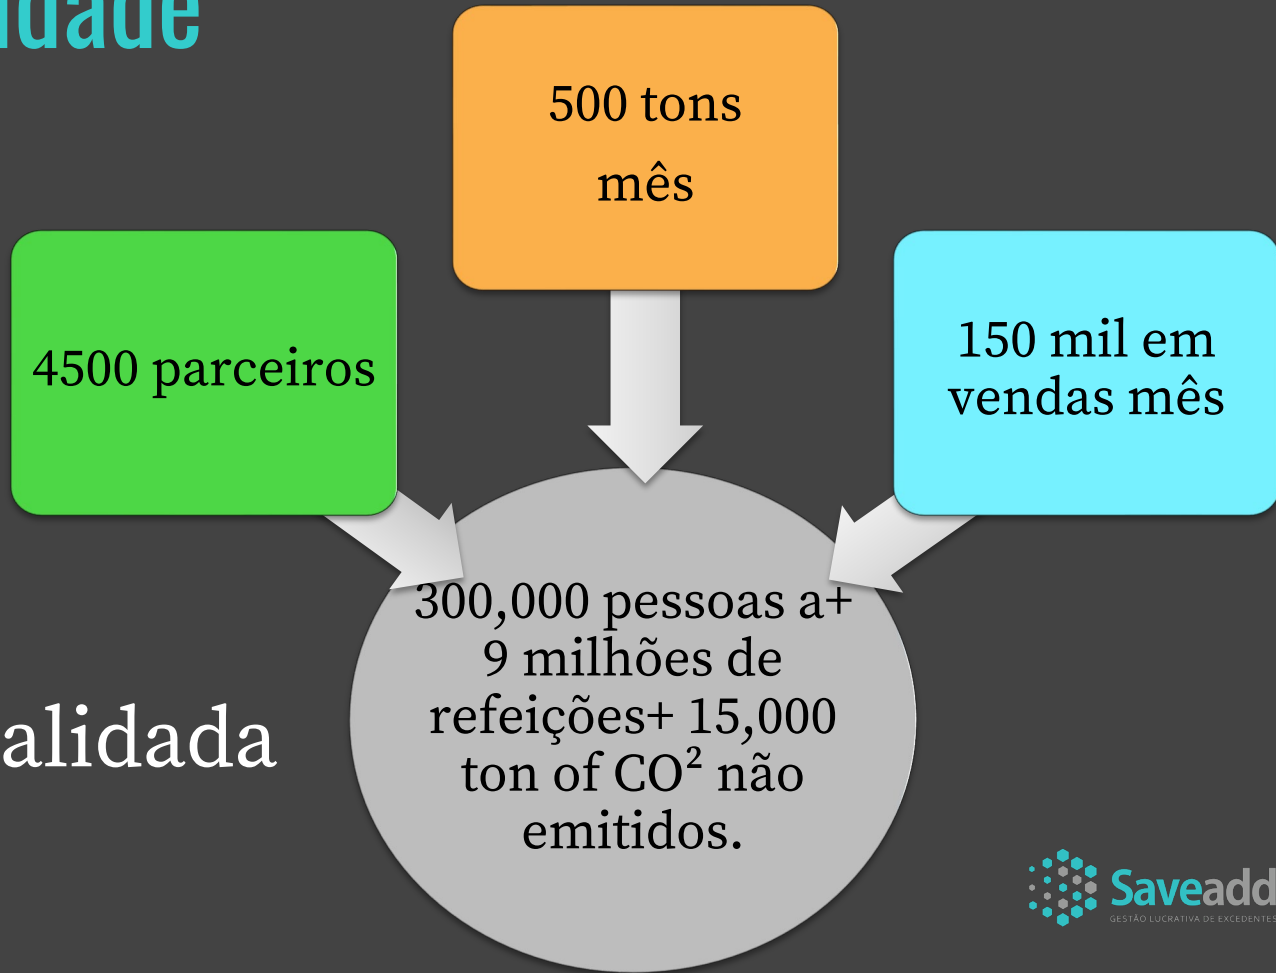 idade
500 tons
mês
4500 parceiros
150 mil em
vendas mês
300,000 pessoas a+
9 milhões de
refeições+ 15,000
ton of CO² não
emitidos.
alidada
Saveadd
GESTÃO LUCRATIVA DE EXCEDENTES